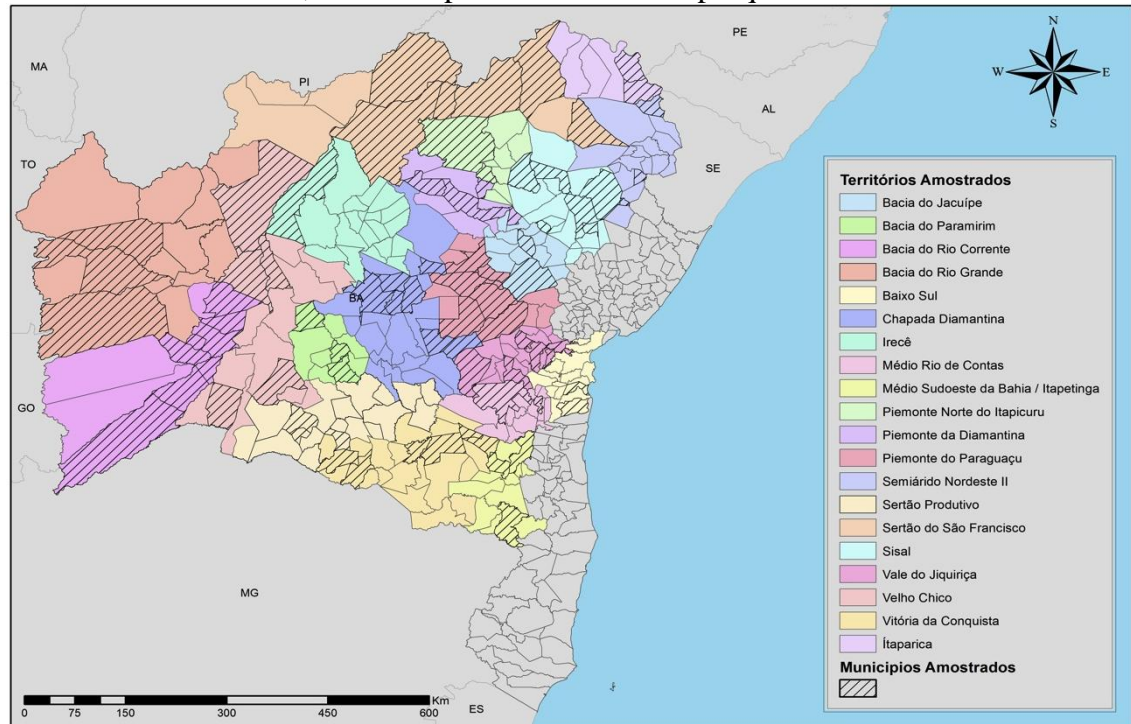 N
W E
S
MA
PI
PE
AL
TO
SE
BA
GO
MG
ES
Territórios Amostrados
Bacia do Jacuípe
Bacia do Paramirim
Bacia do Rio Corrente
Bacia do Rio Grande
Baixo Sul
Chapada Diamantina
Irecê
Médio Rio de Contas
Médio Sudoeste da Bahia / Itapetinga
Piemonte Norte do Itapicuru
Piemonte da Diamantina
Piemonte do Paraguaçu
Semiárido Nordeste II
Sertão Produtivo
Sertão do São Francisco
Sisal
Vale do Jiquiriça
Velho Chico
Vitória da Conquista
Ítaparica
Municipios Amostrados
Km
0 75 150 300 450 600